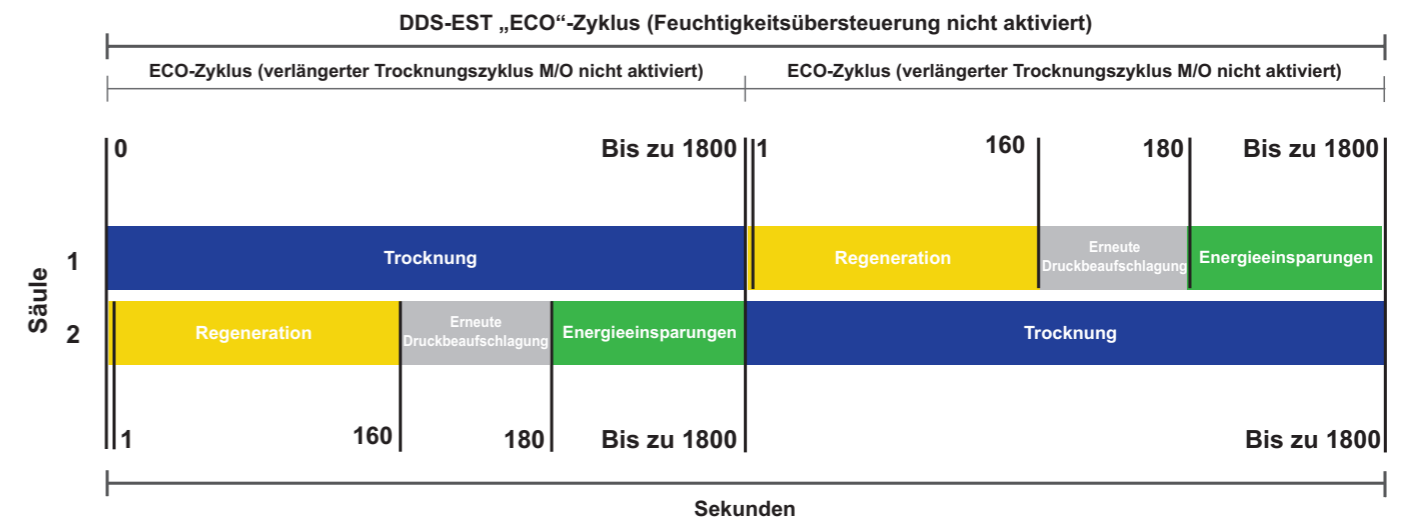 DDS-EST „ECO“-Zyklus (Feuchtigkeitsübersteuerung nicht aktiviert)
ECO-Zyklus (verlängerter Trocknungszyklus M/O nicht aktiviert)
ECO-Zyklus (verlängerter Trocknungszyklus M/O nicht aktiviert)
0
Bis zu 1800
1
160
180
Bis zu 1800
Säule
1
Trocknung
Regeneration
Erneute
Druckbeaufschlagung
Energieeinsparungen
2
Regeneration
Erneute
Druckbeaufschlagung
Energieeinsparungen
Trocknung
1
160
180
Bis zu 1800
Bis zu 1800
Sekunden